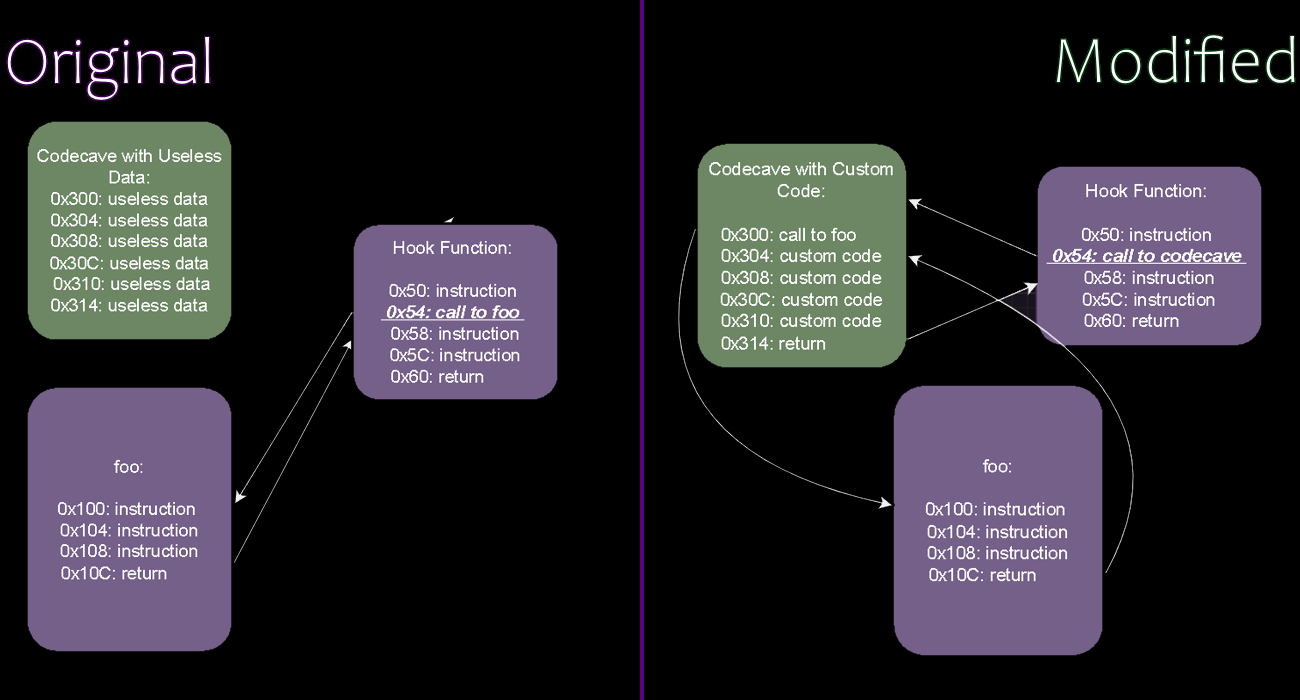 Original
Codecave with Useless
Data:
0x300: useless data
0x304: useless data
0x308: useless data
0x30C: useless data
0x310: useless data
0x314: useless data
Hook Function:
0x50: instruction
0x54: call to foo
0x58: instruction
0x5C: instruction
0x60: return
foo:
0x100: instruction
0x104: instruction
0x108: instruction
0x10C: return
Modified
Codecave with Custom
Code:
0x300: call to foo
0x304: custom code
0x308: custom code
0x30C: custom code
0x310: custom code
0x314: return
Hook Function:
0x50: instruction
0x54: call to codecave
0x58: instruction
0x5C: instruction
0x60: return
foo:
0x100: instruction
0x104: instruction
0x108: instruction
0x10C: return